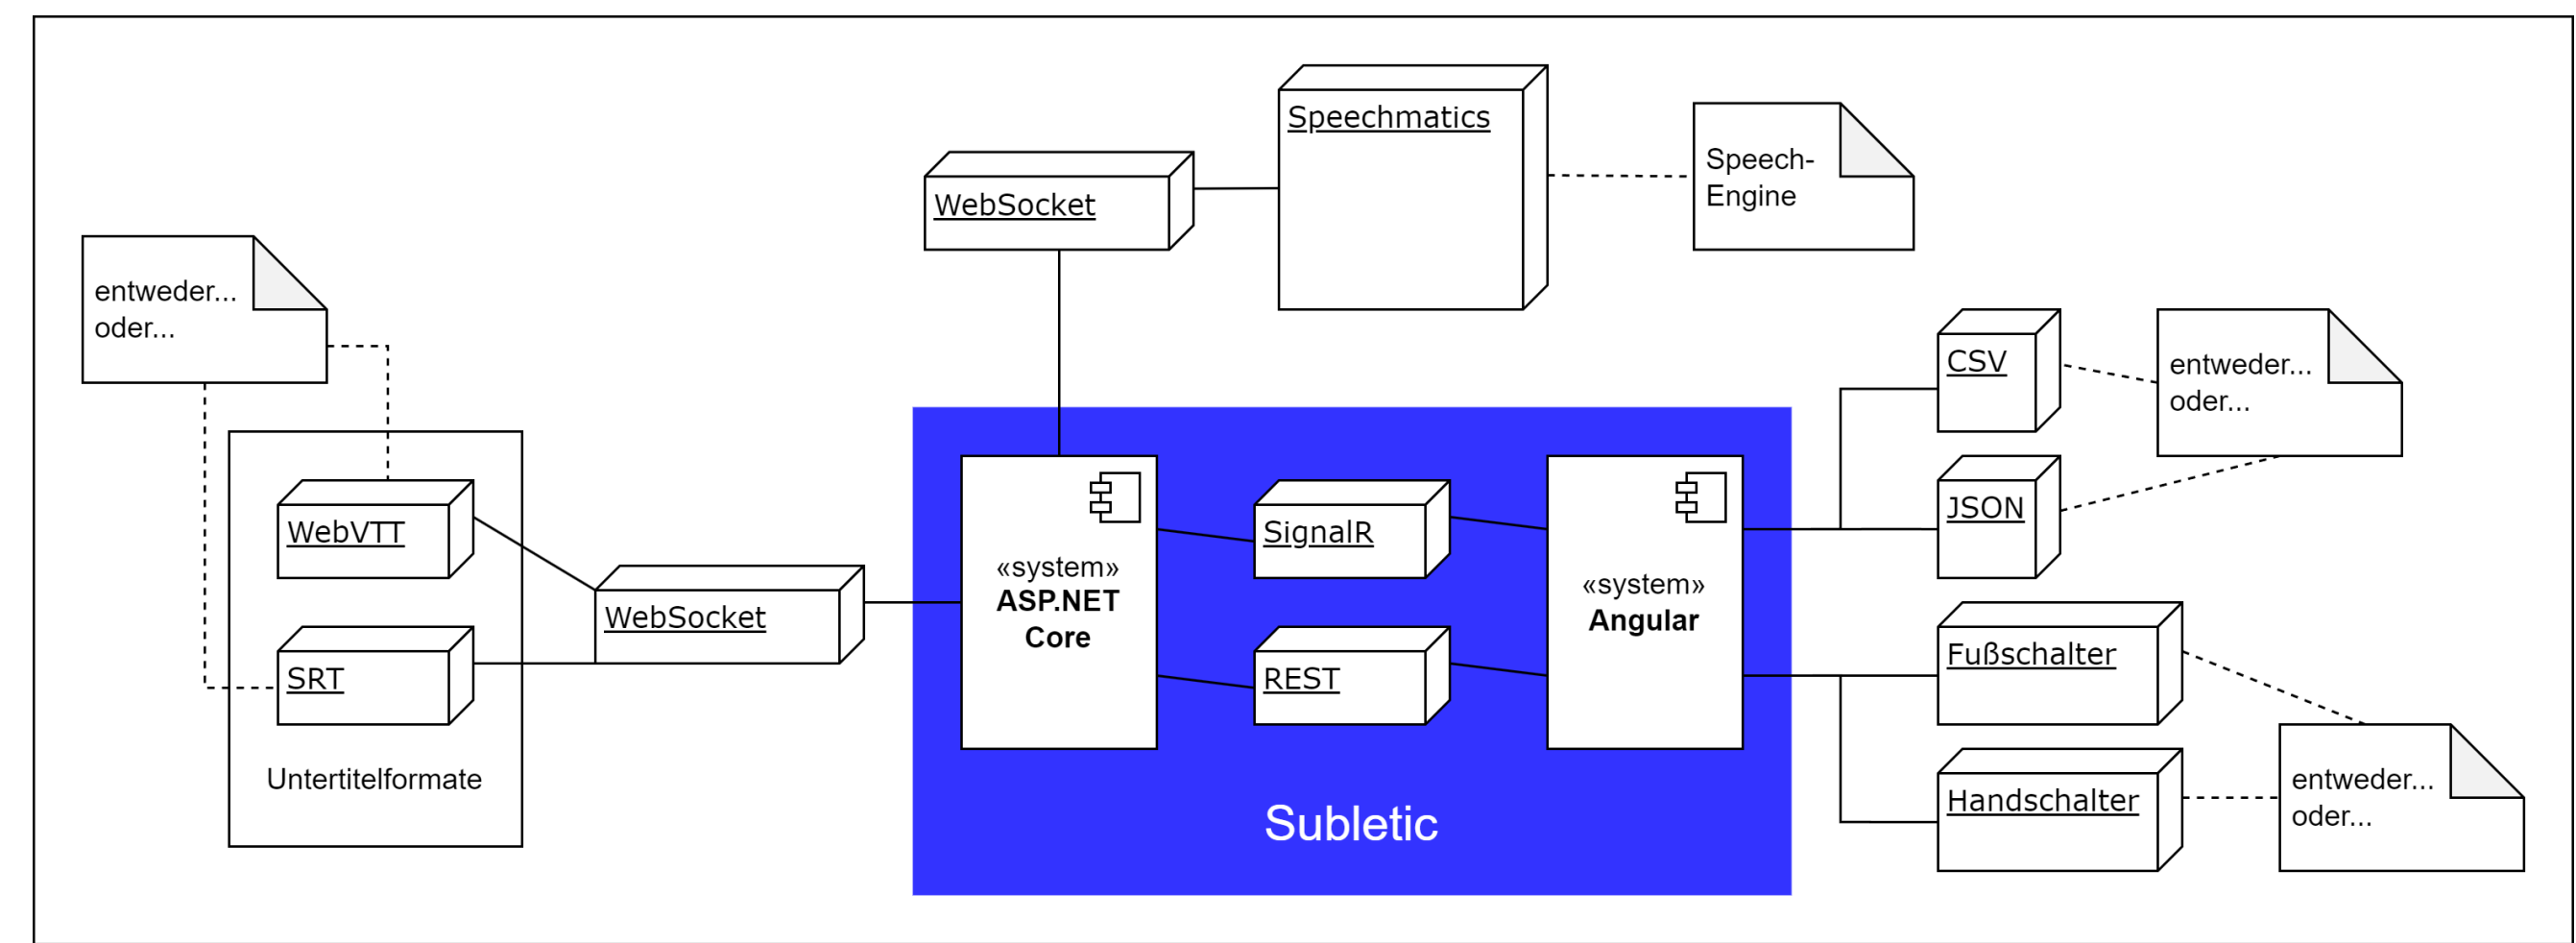 Speechmatics
Speech-
Engine
WebSocket
entweder...
oder...
CSV
entweder...
oder...
JSON
WebVTT
SignalR
«system»
ASP.NET
Core
«system»
Angular
WebSocket
SRT
REST
Fußschalter
Untertitelformate
Handschalter
entweder...
oder...
Subletic